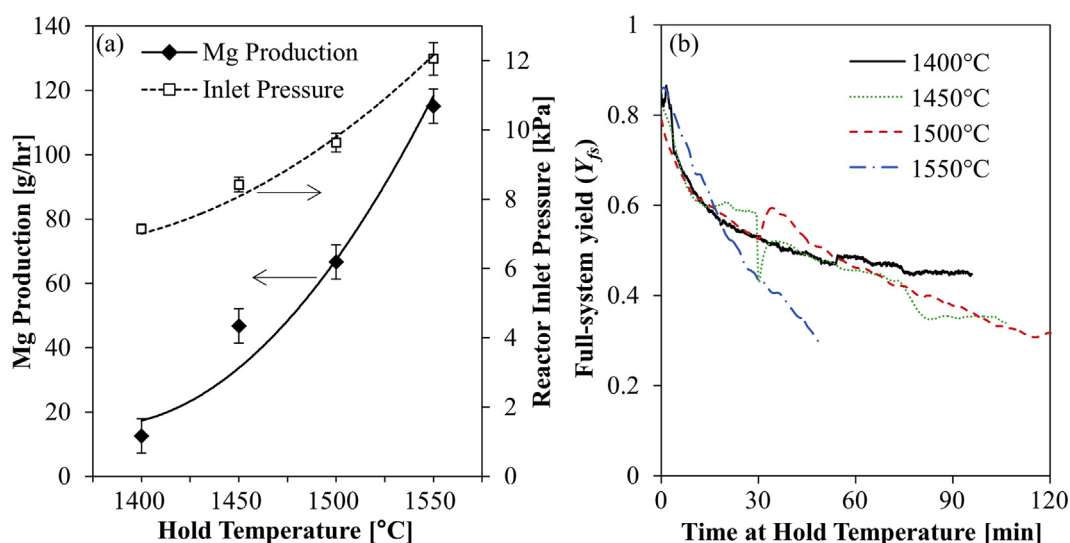 (a)
Mg Production
Inlet Pressure
Mg Production [g/hr]
140
120
100
80
60
40
20
0
Reactor Inlet Pressure [kPa]
12
10
8
6
4
2
0
1400 1450 1500 1550
Hold Temperature [°C]
(b)
1400°C
1450°C
1500°C
1550°C
Full-system yield (Yfs)
1
0.8
0.6
0.4
0.2
0
0 30 60 90 120
Time at Hold Temperature [min]